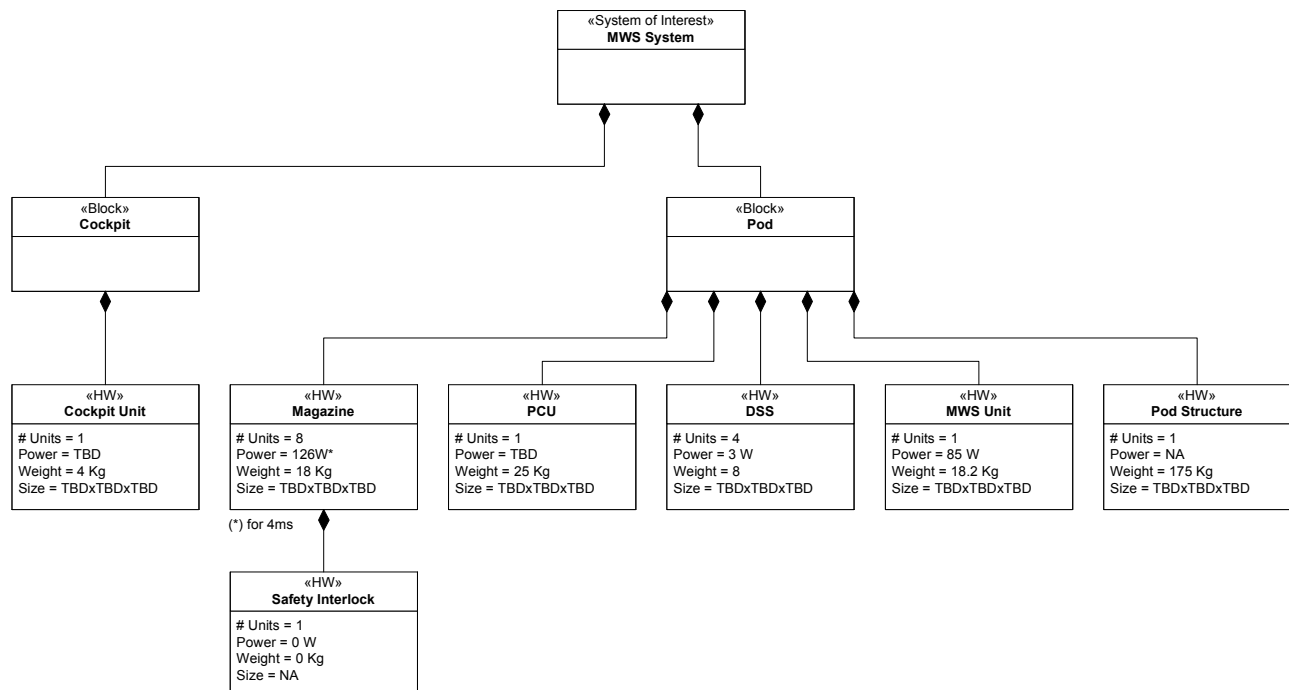 «System of Interest»
MWS System
«Block»
Cockpit
«Block»
Pod
«HW»
Cockpit Unit
# Units = 1
Power = TBD
Weight = 4 Kg
Size = TBDxTBDxTBD
«HW»
Magazine
# Units = 8
Power = 126W*
Weight = 18 Kg
Size = TBDxTBDxTBD
(*) for 4ms
«HW»
PCU
# Units = 1
Power = TBD
Weight = 25 Kg
Size = TBDxTBDxTBD
«HW»
DSS
# Units = 4
Power = 3 W
Weight = 8
Size = TBDxTBDxTBD
«HW»
MWS Unit
# Units = 1
Power = 85 W
Weight = 18.2 Kg
Size = TBDxTBDxTBD
«HW»
Pod Structure
# Units = 1
Power = NA
Weight = 175 Kg
Size = TBDxTBDxTBD
«HW»
Safety Interlock
# Units = 1
Power = 0 W
Weight = 0 Kg
Size = NA